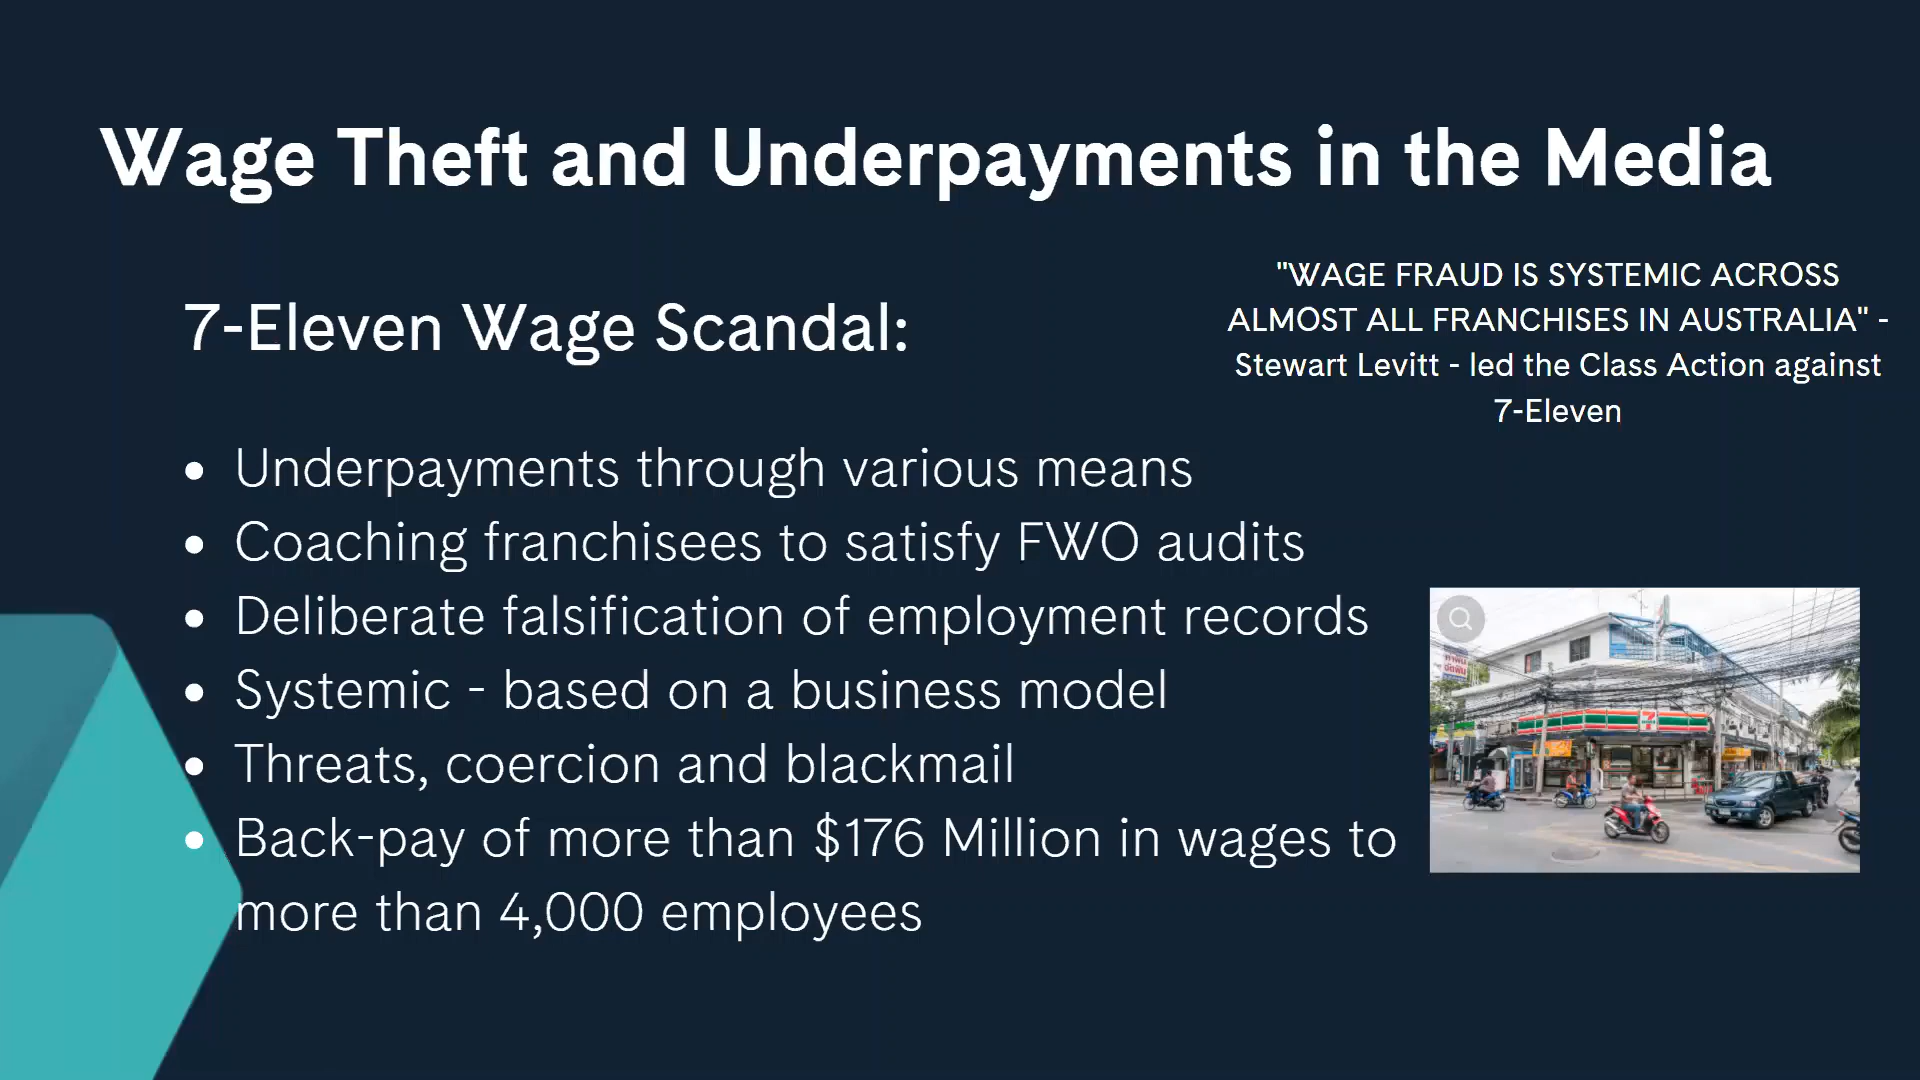 Wage Theft and Underpayments in the Media
7-Eleven Wage Scandal:
"WAGE FRAUD IS SYSTEMIC ACROSS
ALMOST ALL FRANCHISES IN AUSTRALIA" -
Stewart Levitt - led the Class Action against
7-Eleven
• Underpayments through various means
• Coaching franchisees to satisfy FWO audits
• Deliberate falsification of employment records
• Systemic - based on a business model
• Threats, coercion and blackmail
• Back-pay of more than $176 Million in wages to
more than 4,000 employees
7